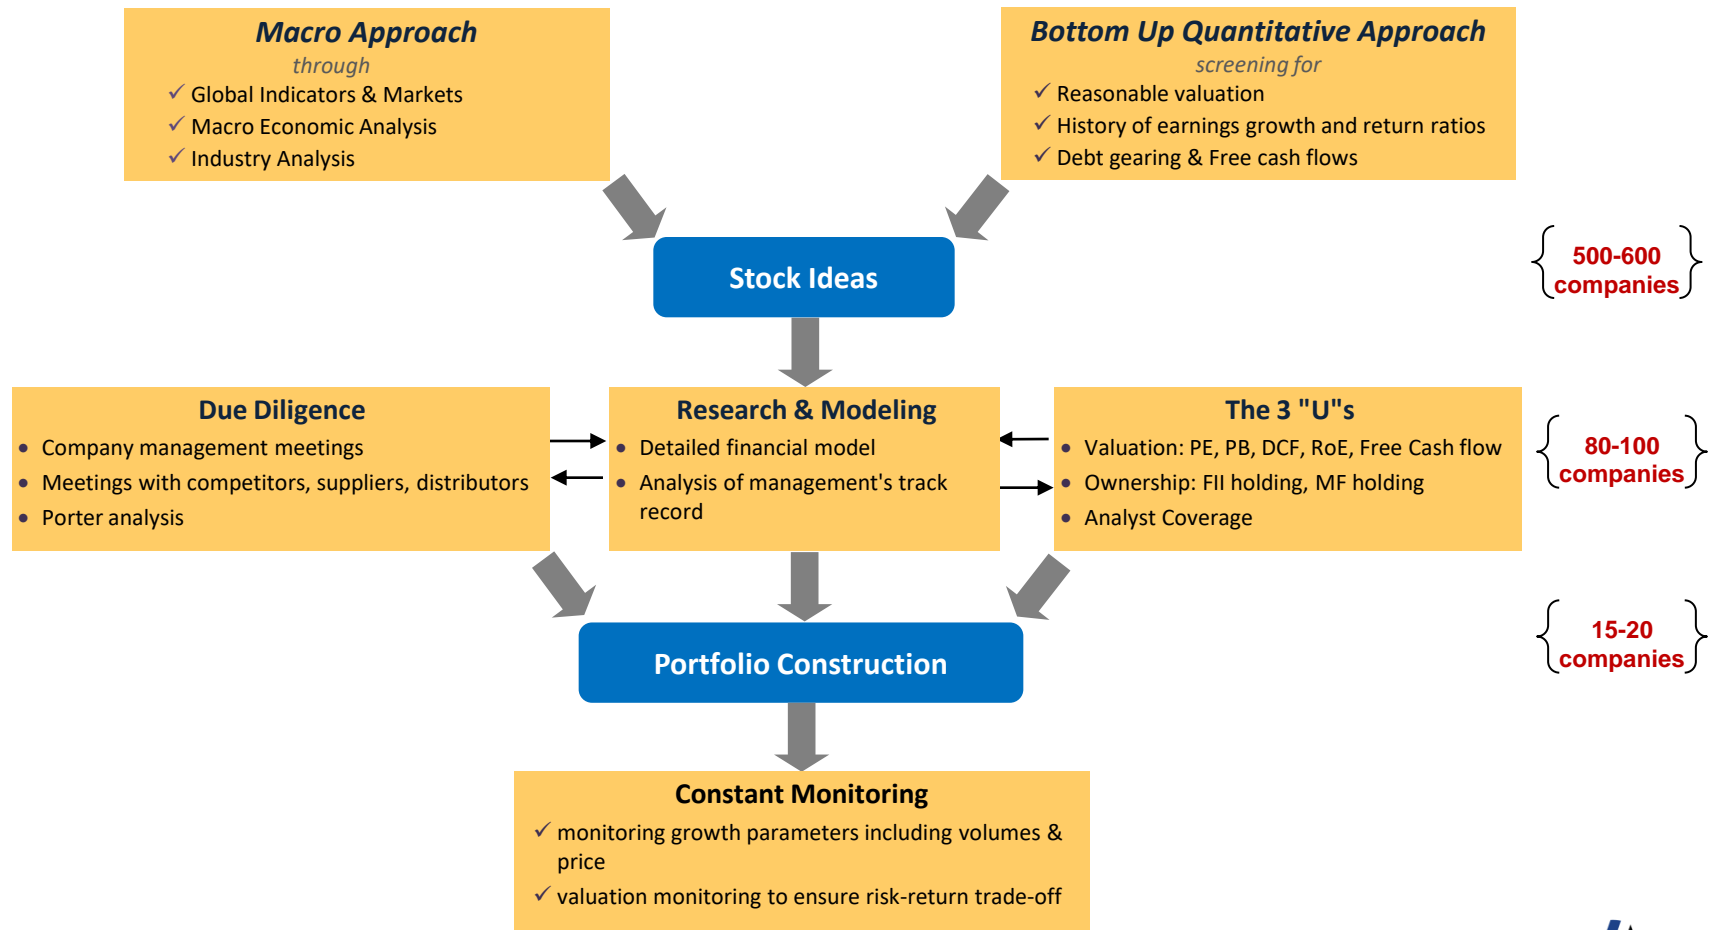 Macro Approach
through
Global Indicators & Markets
Macro Economic Analysis
Industry Analysis
Bottom Up Quantitative Approach
screening for
Reasonable valuation
History of earnings growth and return ratios
Debt gearing & Free cash flows
Stock Ideas
500-600
companies
Due Diligence
Company management meetings
Meetings with competitors, suppliers, distributors
Porter analysis
Research & Modeling
Detailed financial model
Analysis of management's track
record
The 3 "U"s
Valuation: PE, PB, DCF, RoE, Free Cash flow
Ownership: FII holding, MF holding
Analyst Coverage
80-100
companies
Portfolio Construction
15-20
companies
Constant Monitoring
monitoring growth parameters including volumes &
price
valuation monitoring to ensure risk-return trade-off